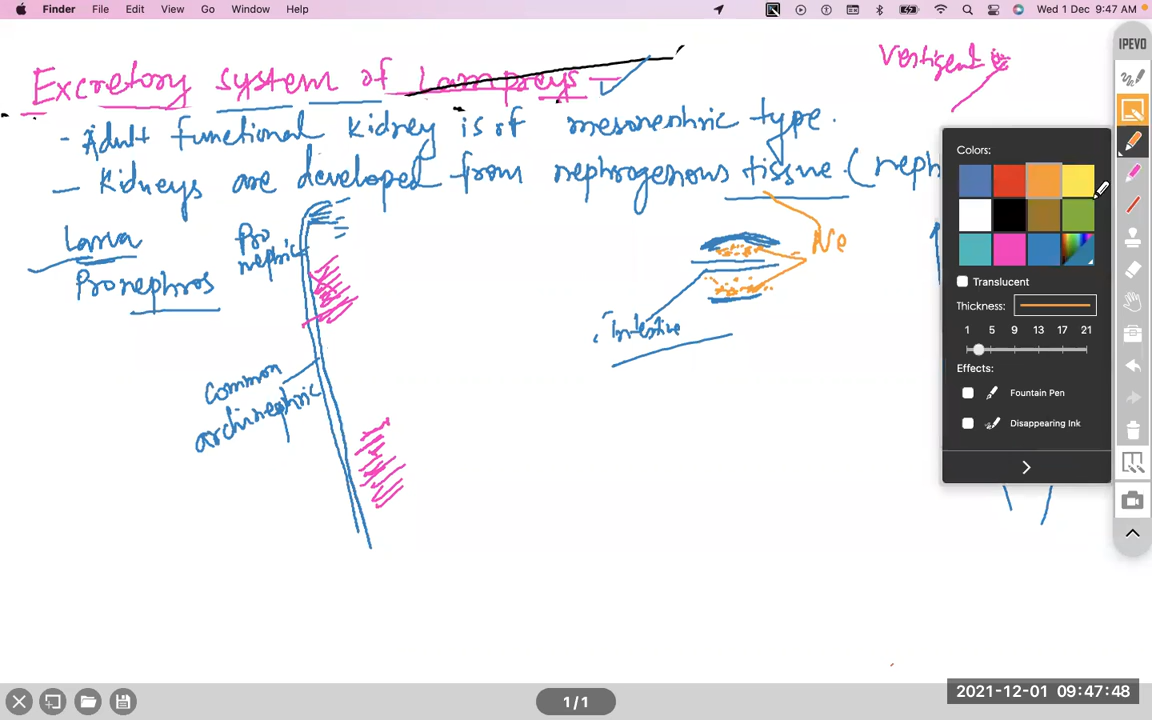 Finder File Edit View Go Window Help Wed 1 Dec 9:47 AM
IPEVO
Excretory system of Lampreys -
- Adult functional kidney is of mesonephric type.
- Kidneys are developed from nephrogenous tissue (neph
Larva
Pronephros
Pro
nephric
Ne
Intestine
Common
archinephric
Colors:
Translucent
Thickness:
1 5 9 13 17 21
Effects:
Fountain Pen
Disappearing Ink
1/1
2021-12-01 09:47:48